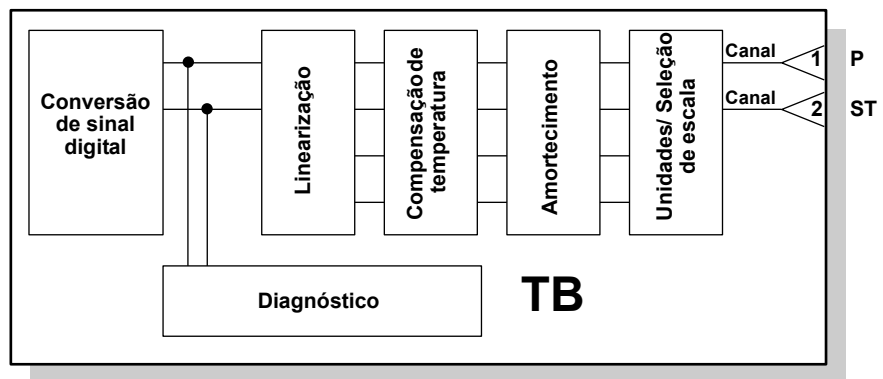 Conversão
de sinal
digital
Linearização
Compensação de
temperatura
Amortecimento
Unidades/ Seleção
de escala
Canal
1
P
Canal
2
ST
Diagnóstico
TB